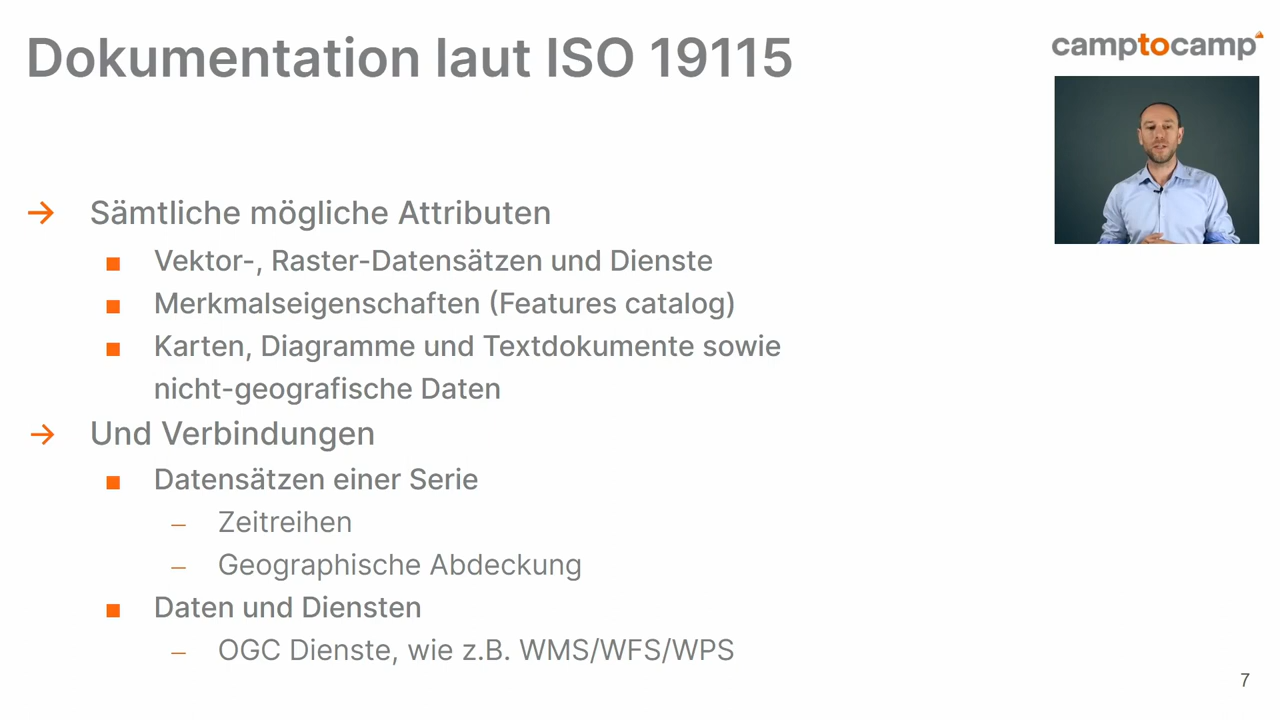 Dokumentation laut ISO 19115
camptocamp
→ Sämtliche mögliche Attributen
■ Vektor-, Raster-Datensätzen und Dienste
■ Merkmalseigenschaften (Features catalog)
■ Karten, Diagramme und Textdokumente sowie
nicht-geografische Daten
→ Und Verbindungen
■ Datensätzen einer Serie
– Zeitreihen
– Geographische Abdeckung
■ Daten und Diensten
– OGC Dienste, wie z.B. WMS/WFS/WPS
7